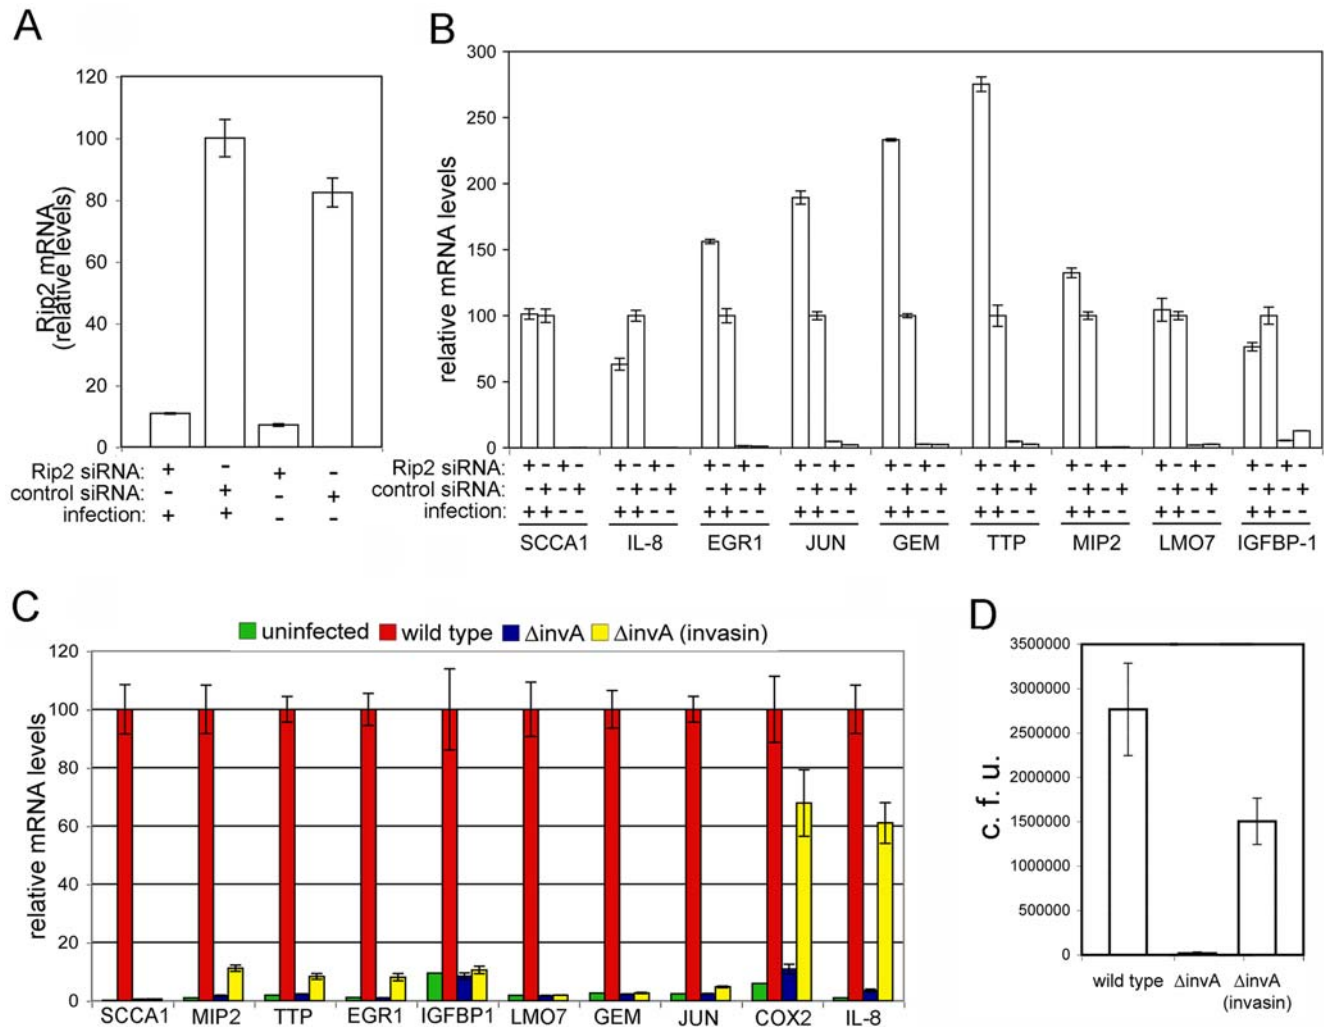 A
Rip2 mRNA
(relative levels)
120
100
80
60
40
20
0
Rip2 siRNA: + - + -
control siRNA: - + - +
infection: + + - -
B
relative mRNA levels
300
250
200
150
100
50
0
Rip2 siRNA: + - + - + - + - + - + - + - + - + - + - + - + - + - + - + - + - + - + -
control siRNA: - + - + - + - + - + - + - + - + - + - + - + - + - + - + - + - + - + - +
infection: + + - - + + - - + + - - + + - - + + - - + + - - + + - - + + - - + + - -
SCCA1 IL-8 EGR1 JUN GEM TTP MIP2 LMO7 IGFBP-1
C
uninfected wild type ΔinvA ΔinvA (invasin)
relative mRNA levels
120
100
80
60
40
20
0
SCCA1 MIP2 TTP EGR1 IGFBP1 LMO7 GEM JUN COX2 IL-8
D
c. f. u.
3500000
3000000
2500000
2000000
1500000
1000000
500000
0
wild type ΔinvA ΔinvA
(invasin)